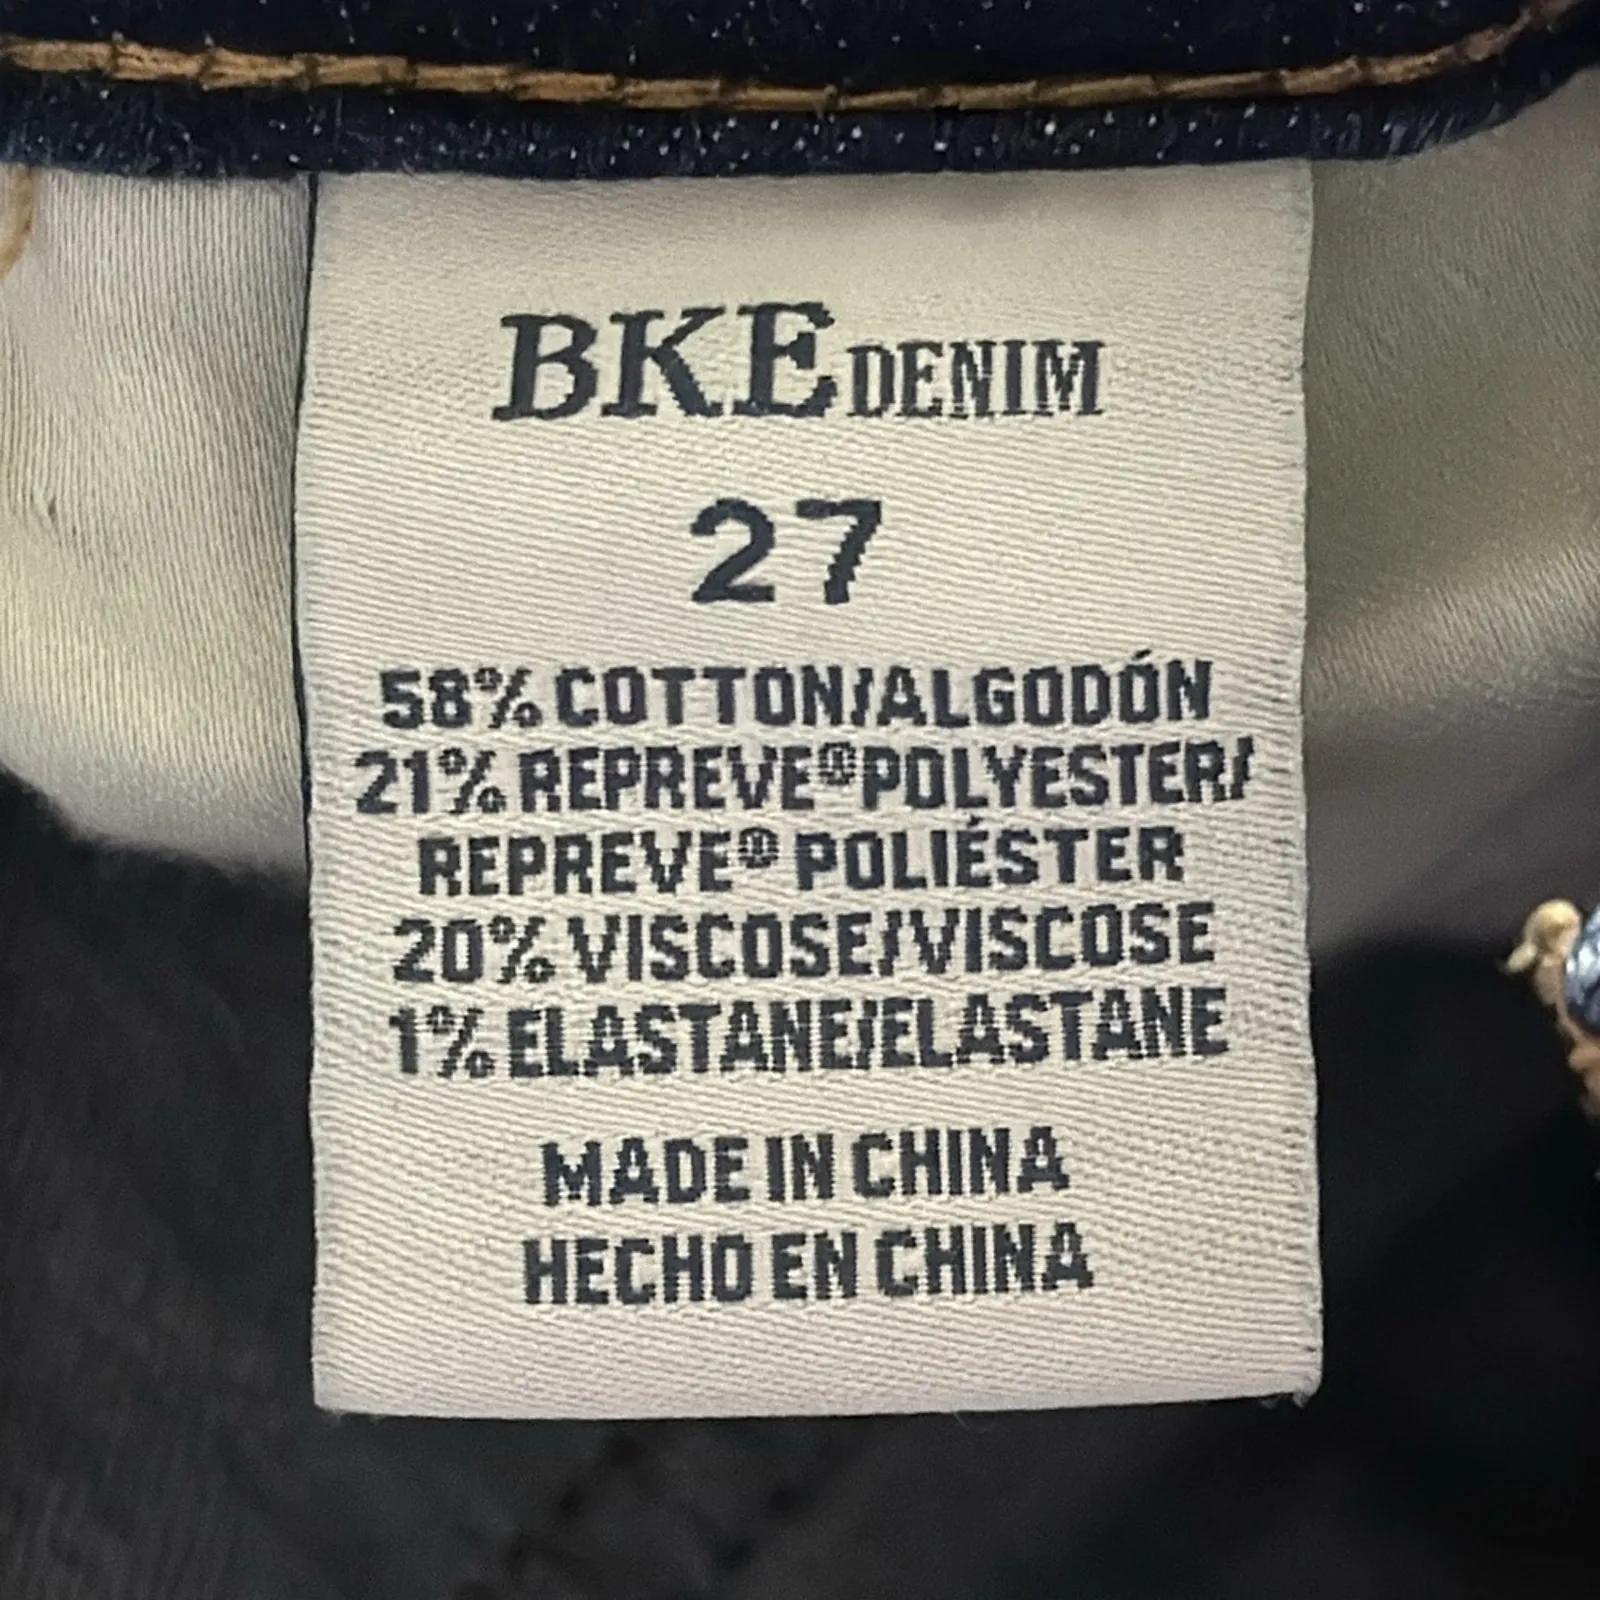 BKE DENIM
27
58% COTTON/ALGODÓN
21% REPREVE® POLYESTER/
REPREVE® POLIÉSTER
20% VISCOSE/VISCOSE
1% ELASTANE/ELASTANE
MADE IN CHINA
HECHO EN CHINA